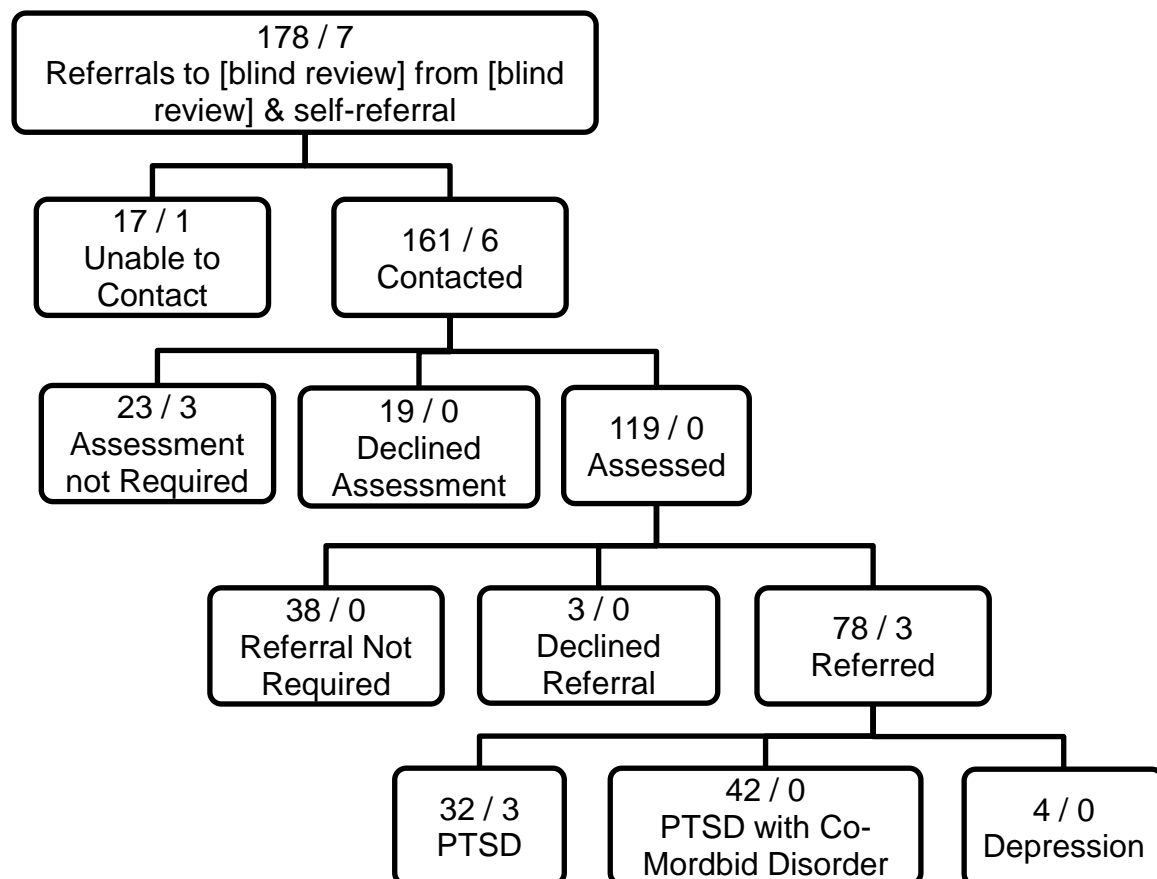 178 / 7
Referrals to [blind review] from [blind
review] & self-referral
17 / 1
Unable to
Contact
161 / 6
Contacted
23 / 3
Assessment
not Required
19 / 0
Declined
Assessment
119 / 0
Assessed
38 / 0
Referral Not
Required
3 / 0
Declined
Referral
78 / 3
Referred
32 / 3
PTSD
42 / 0
PTSD with Co-
Mordbid Disorder
4 / 0
Depression